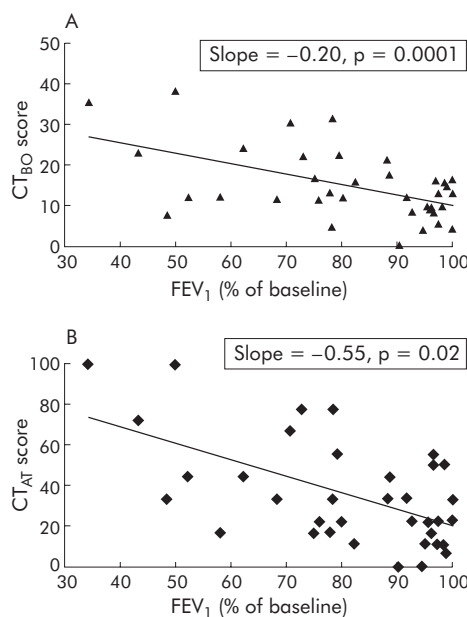 A
Slope = –0.20, p = 0.0001
50
40
30
20
10
0
CT_BO score
30 40 50 60 70 80 90 100
FEV₁ (% of baseline)
B
Slope = –0.55, p = 0.02
100
80
60
40
20
0
CT_AT score
30 40 50 60 70 80 90 100
FEV₁ (% of baseline)